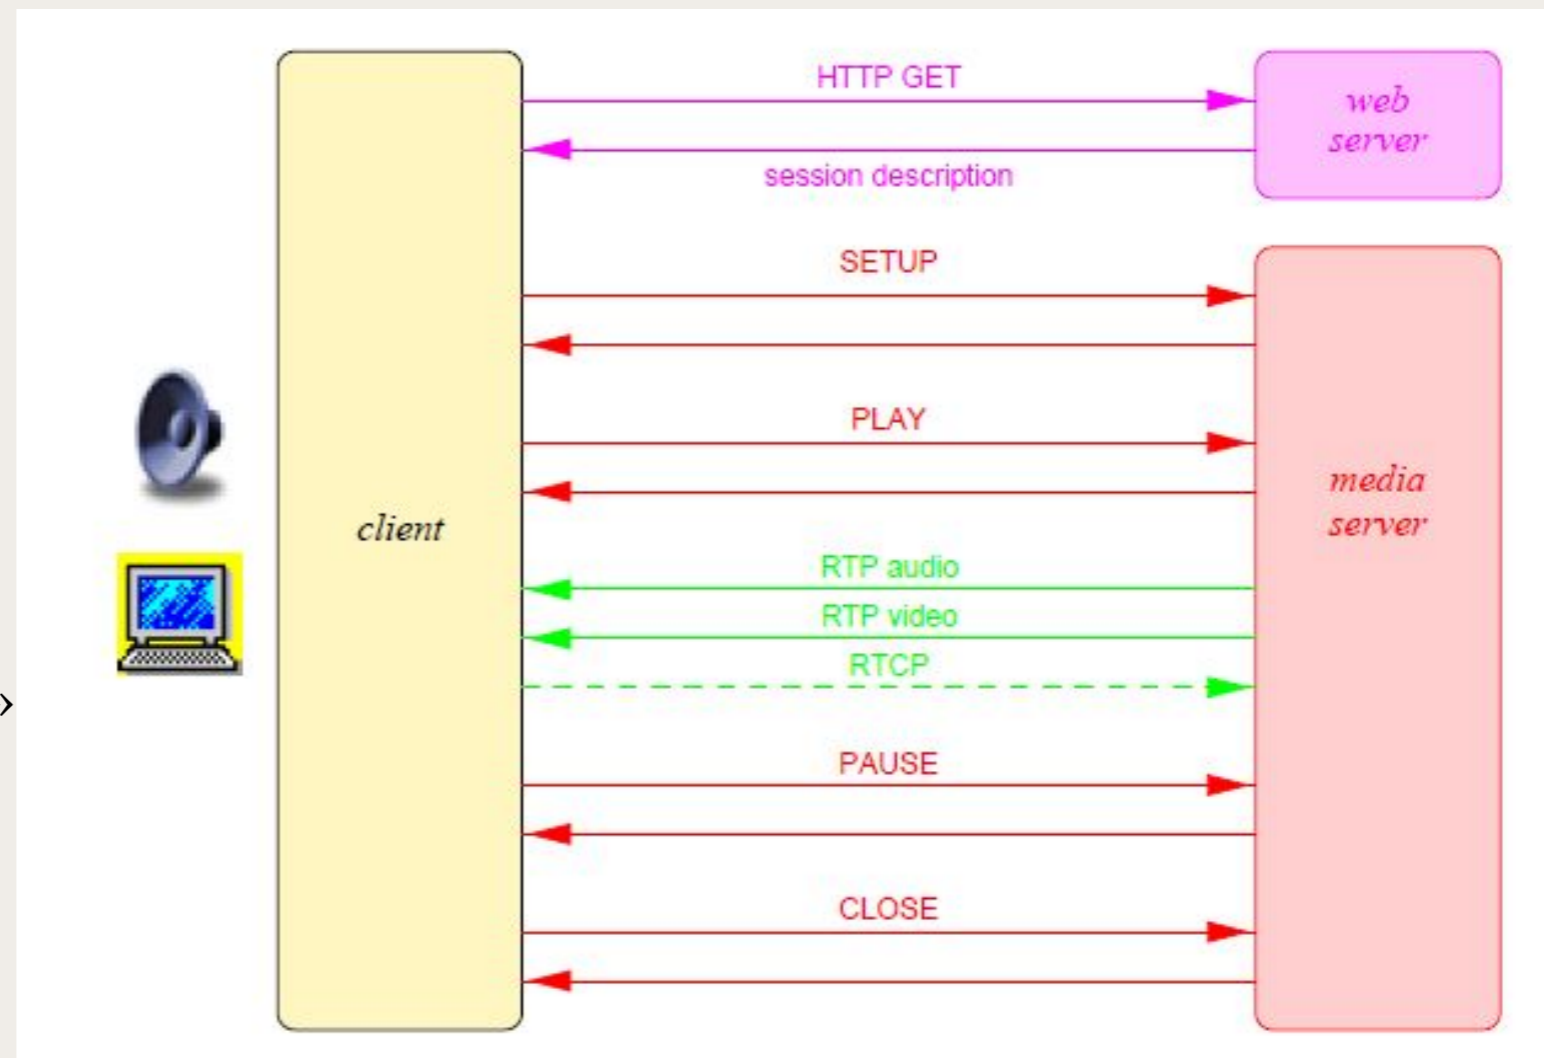 HTTP GET
web
server
session description
SETUP
PLAY
media
server
client
RTP audio
RTP video
RTCP
PAUSE
CLOSE